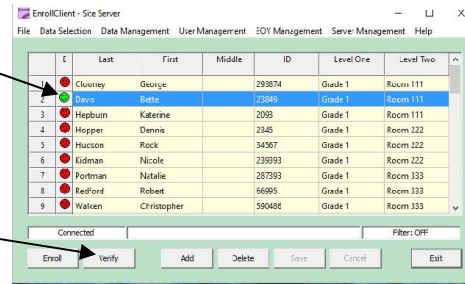 EnrollClient - Site Server
File Data Selection Data Management User Management EOY Management Server Management Help
E Last First Middle ID Level One Level Two
1 Clooney George 293874 Grade 1 Room 111
2 Davis Bette 23849 Grade 1 Room 111
3 Hepburn Katerine 2093 Grade 1 Room 111
4 Hopper Dennis 2345 Grade 1 Room 222
5 Hudson Rock 34567 Grade 1 Room 222
6 Kidman Nicole 239393 Grade 1 Room 222
7 Portman Natalie 287393 Grade 1 Room 333
8 Redford Robert 66995 Grade 1 Room 333
9 Walken Christopher 590486 Grade 1 Room 333
Connected Filter: OFF
Enroll Verify Add Delete Save Cancel Exit